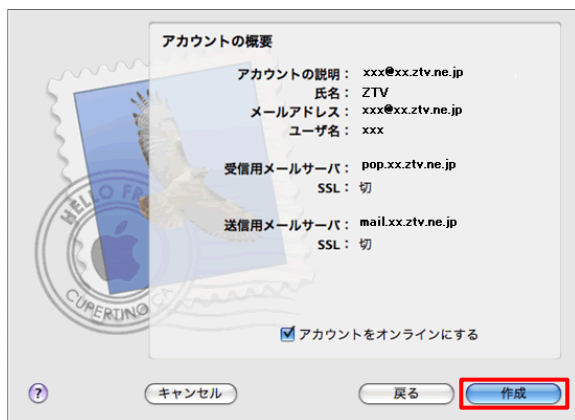 アカウントの概要
アカウントの説明： xxx@xx.ztv.ne.jp
氏名： ZTV
メールアドレス： xxx@xx.ztv.ne.jp
ユーザ名： xxx
受信用メールサーバ： pop.xx.ztv.ne.jp
SSL： 切
送信用メールサーバ： mail.xx.ztv.ne.jp
SSL： 切
HELLO FR
CUPERTINO
アカウントをオンラインにする
?
キャンセル
戻る
作成